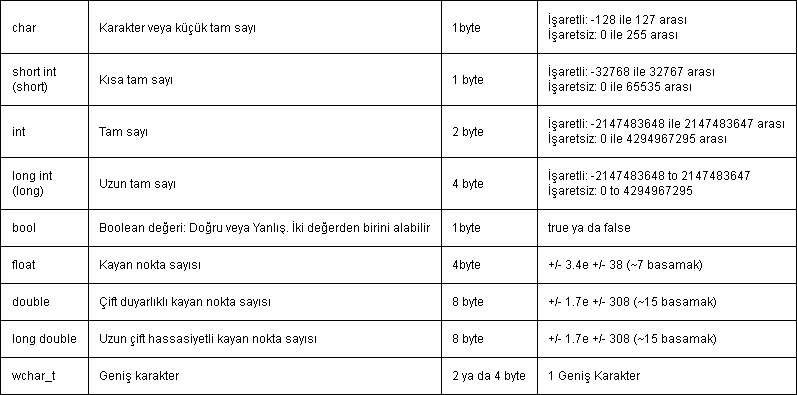 char Karakter veya küçük tam sayı 1byte İşaretli: -128 ile 127 arası
İşaretsiz: 0 ile 255 arası
short int (short) Kısa tam sayı 1 byte İşaretli: -32768 ile 32767 arası
İşaretsiz: 0 ile 65535 arası
int Tam sayı 2 byte İşaretli: -2147483648 ile 2147483647 arası
İşaretsiz: 0 ile 4294967295 arası
long int (long) Uzun tam sayı 4 byte İşaretli: -2147483648 to 2147483647
İşaretsiz: 0 to 4294967295
bool Boolean değeri: Doğru veya Yanlış. İki değerden birini alabilir 1byte true ya da false
float Kayan nokta sayısı 4byte +/- 3.4e +/- 38 (~7 basamak)
double Çift duyarlıklı kayan nokta sayısı 8 byte +/- 1.7e +/- 308 (~15 basamak)
long double Uzun çift hassasiyetli kayan nokta sayısı 8 byte +/- 1.7e +/- 308 (~15 basamak)
wchar_t Geniş karakter 2 ya da 4 byte 1 Geniş Karakter